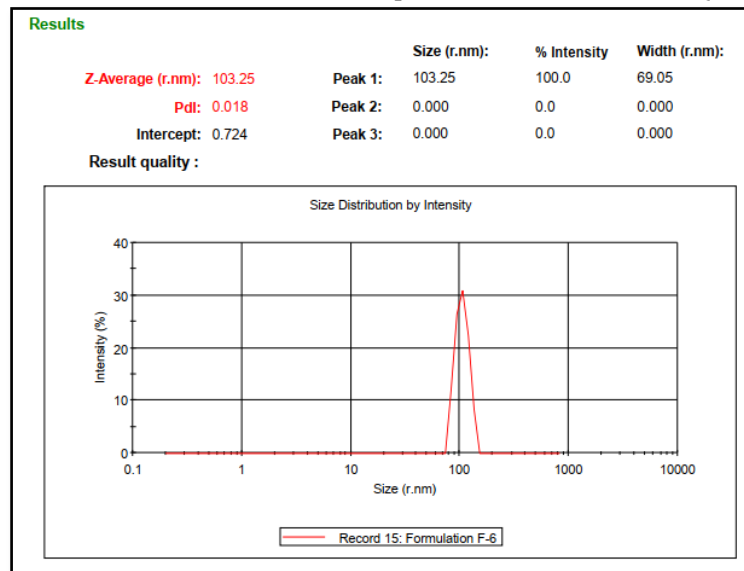 Results
Size (r.nm): % Intensity Width (r.nm):
Z-Average (r.nm): 103.25 Peak 1: 103.25 100.0 69.05
PdI: 0.018 Peak 2: 0.000 0.0 0.000
Intercept: 0.724 Peak 3: 0.000 0.0 0.000
Result quality :
Size Distribution by Intensity
40
30
20
10
0
Intensity (%)
0.1 1 10 100 1000 10000
Size (r.nm)
Record 15: Formulation F-6